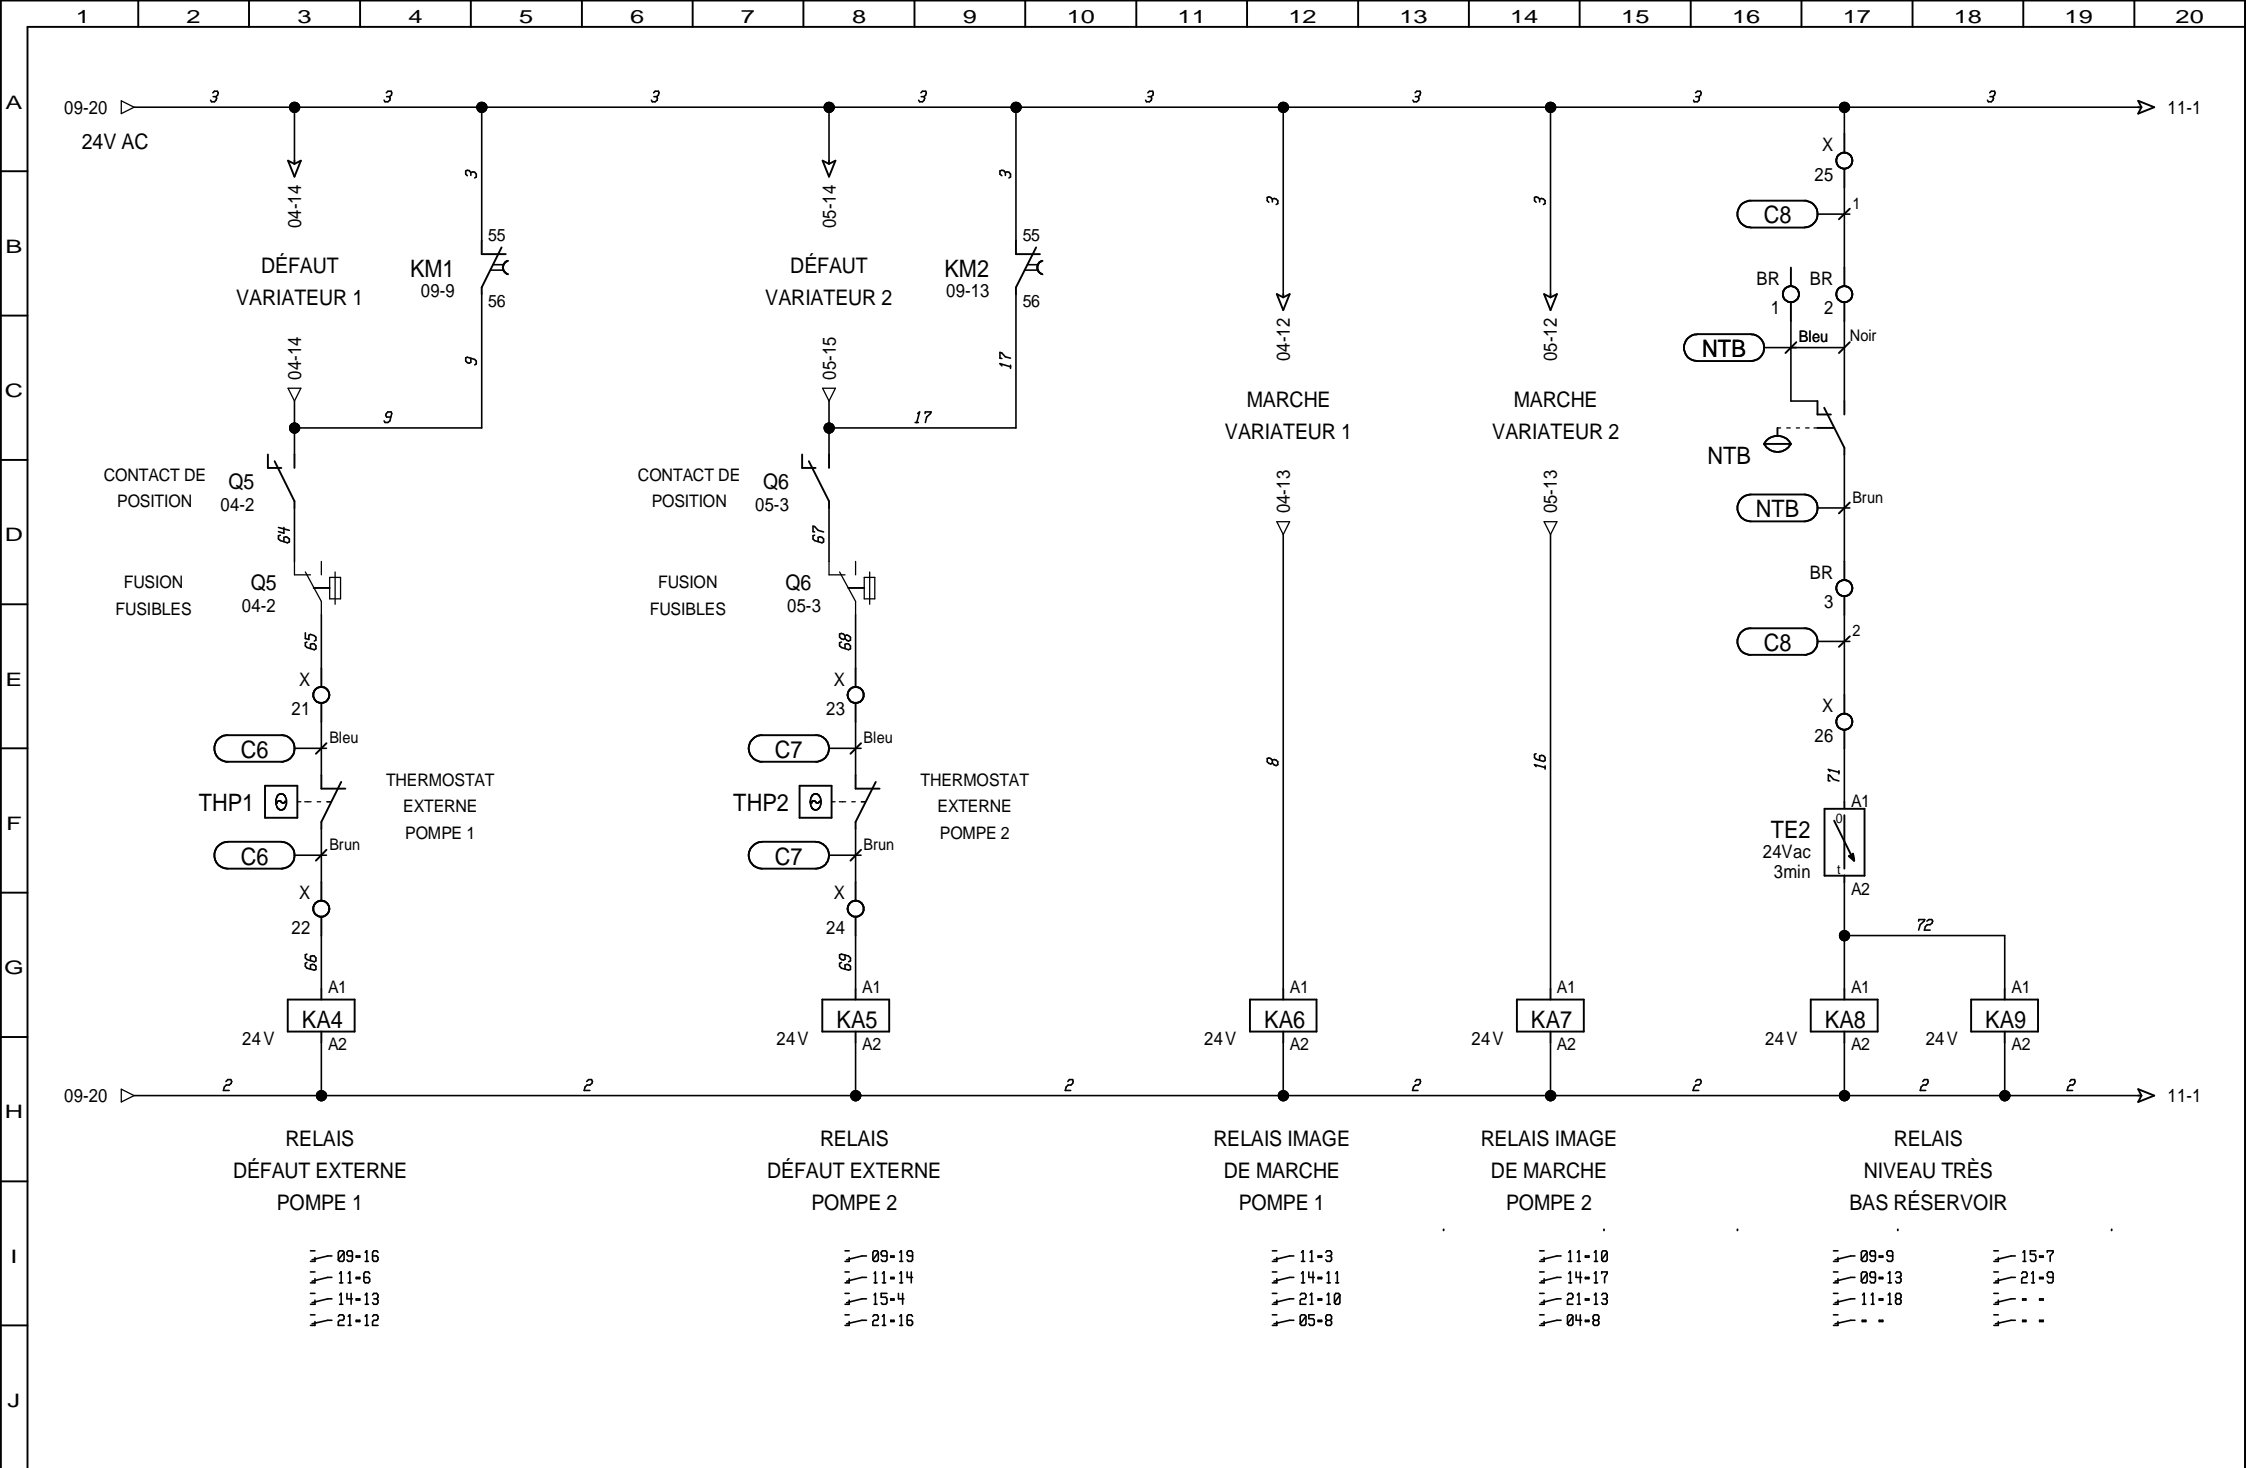 1 2 3 4 5 6 7 8 9 10 11 12 13 14 15 16 17 18 19 20
A
B
C
D
E
F
G
H
I
J
09-20 3 3 3 3 3 3 3 3 11-1
24V AC
04-14
DÉFAUT
VARIATEUR 1
04-14
3
55
KM1
09-9
56
9
9
CONTACT DE
POSITION
Q5
04-2
64
FUSION
FUSIBLES
Q5
04-2
65
X
21
C6 Bleu
THP1 θ
THERMOSTAT
EXTERNE
POMPE 1
C6 Brun
X
22
66
A1
KA4
24V
A2
05-14
DÉFAUT
VARIATEUR 2
05-15
3
55
KM2
09-13
56
17
17
CONTACT DE
POSITION
Q6
05-3
67
FUSION
FUSIBLES
Q6
05-3
68
X
23
C7 Bleu
THP2 θ
THERMOSTAT
EXTERNE
POMPE 2
C7 Brun
X
24
69
A1
KA5
24V
A2
3
04-12
MARCHE
VARIATEUR 1
04-13
8
A1
KA6
24V
A2
3
05-12
MARCHE
VARIATEUR 2
05-13
16
A1
KA7
24V
A2
X
25
C8 1
BR BR
1 2
NTB Bleu Noir
NTB
NTB Brun
BR
3
C8 2
X
26
71
A1
TE2
24Vac
3min
0
t
A2
72
A1
KA8
24V
A2
A1
KA9
24V
A2
09-20 2 2 2 2 2 2 2 11-1
RELAIS
DÉFAUT EXTERNE
POMPE 1
RELAIS
DÉFAUT EXTERNE
POMPE 2
RELAIS IMAGE
DE MARCHE
POMPE 1
RELAIS IMAGE
DE MARCHE
POMPE 2
RELAIS
NIVEAU TRÈS
BAS RÉSERVOIR
09-16
11-6
14-13
21-12
09-19
11-14
15-4
21-16
11-3
14-11
21-10
05-8
11-10
14-17
21-13
04-8
09-9
09-13
11-18
- -
15-7
21-9
- -
- -